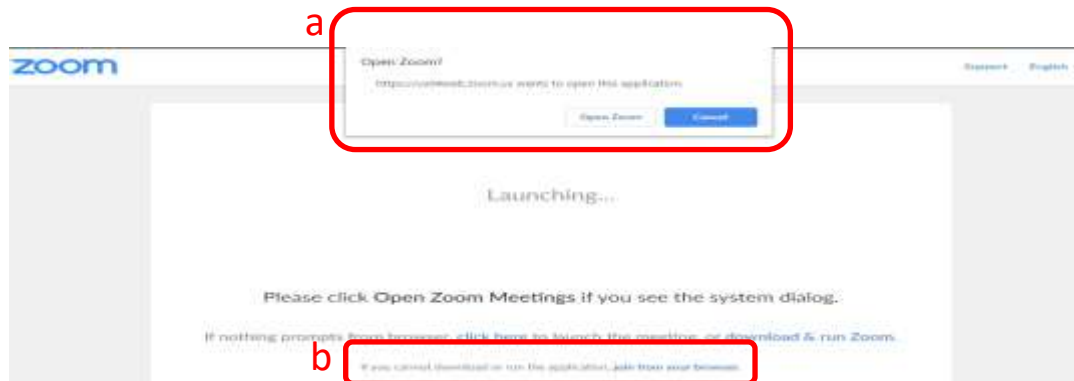 a
zoom
Open Zoom?
wants to open this application.
Open Zoom
Cancel
Support English
Launching...
Please click Open Zoom Meetings if you see the system dialog.
If nothing prompts from browser, click here to launch the meeting, or download & run Zoom.
b
If you cannot download or run the application, join from your browser.